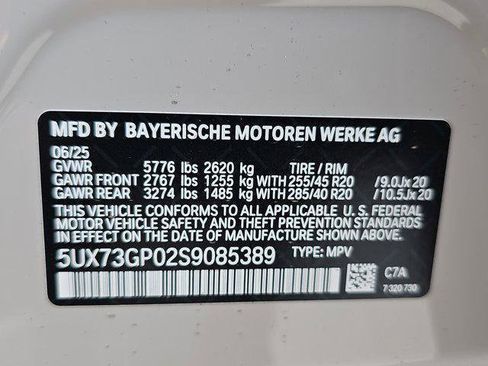 MFD BY BAYERISCHE MOTOREN WERKE AG
06/25
GVWR 5776 lbs 2620 kg TIRE / RIM
GAWR FRONT 2767 lbs 1255 kg WITH 255/45 R20 /9.0Jx20
GAWR REAR 3274 lbs 1485 kg WITH 285/40 R20 /10.5Jx20
THIS VEHICLE CONFORMS TO ALL APPLICABLE U.S. FEDERAL
MOTOR VEHICLE SAFETY AND THEFT PREVENTION STANDARDS
IN EFFECT ON THE DATE OF MANUFACTURE SHOWN ABOVE.
5UX73GP02S9085389 TYPE: MPV
C7A
7 320 730